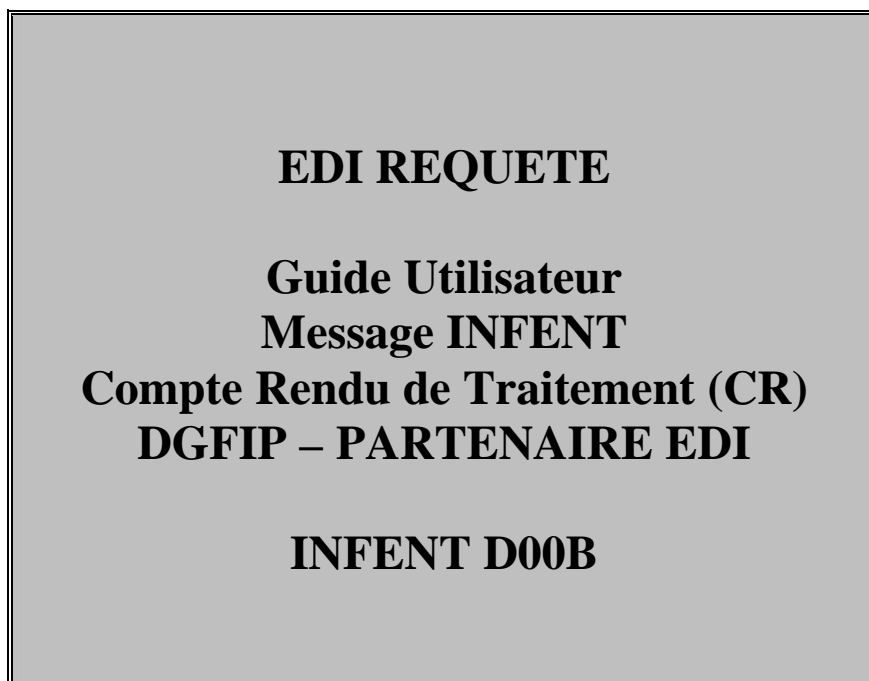 EDI REQUETE
Guide Utilisateur
Message INFENT
Compte Rendu de Traitement (CR)
DGFIP – PARTENAIRE EDI
INFENT D00B